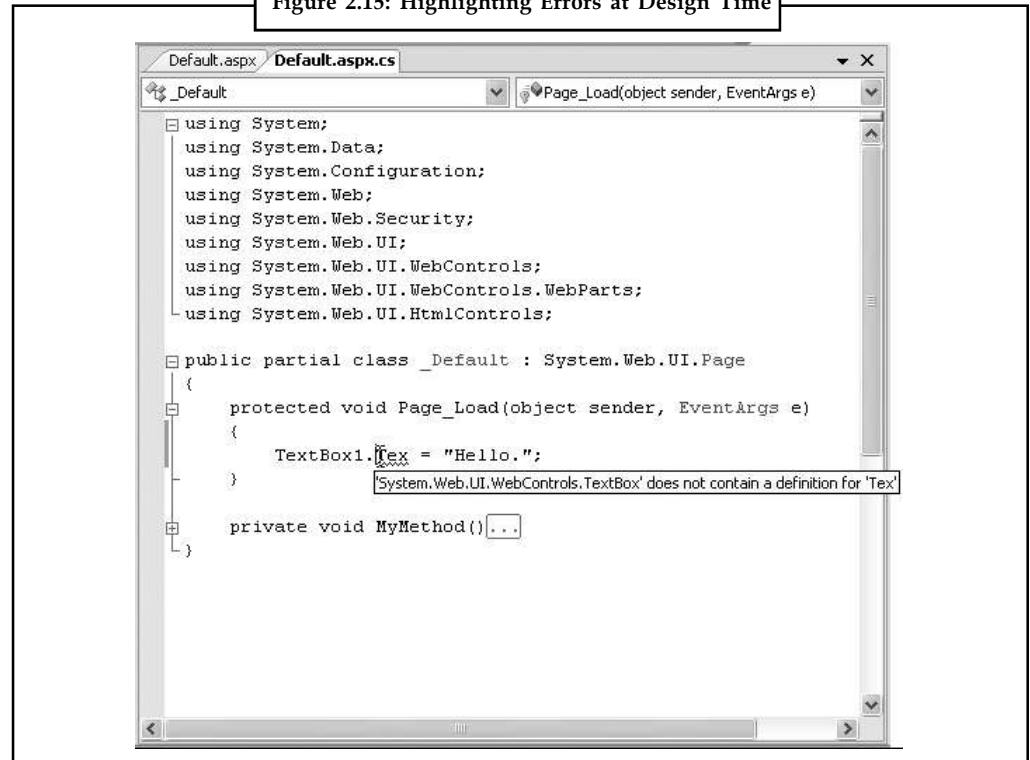 Figure 2.15: Highlighting Errors at Design Time
Default.aspx Default.aspx.cs
_Default Page_Load(object sender, EventArgs e)
using System;
using System.Data;
using System.Configuration;
using System.Web;
using System.Web.Security;
using System.Web.UI;
using System.Web.UI.WebControls;
using System.Web.UI.WebControls.WebParts;
using System.Web.UI.HtmlControls;
public partial class _Default : System.Web.UI.Page
{
protected void Page_Load(object sender, EventArgs e)
{
TextBox1.Tex = "Hello.";
}
'System.Web.UI.WebControls.TextBox' does not contain a definition for 'Tex'
private void MyMethod()...
}